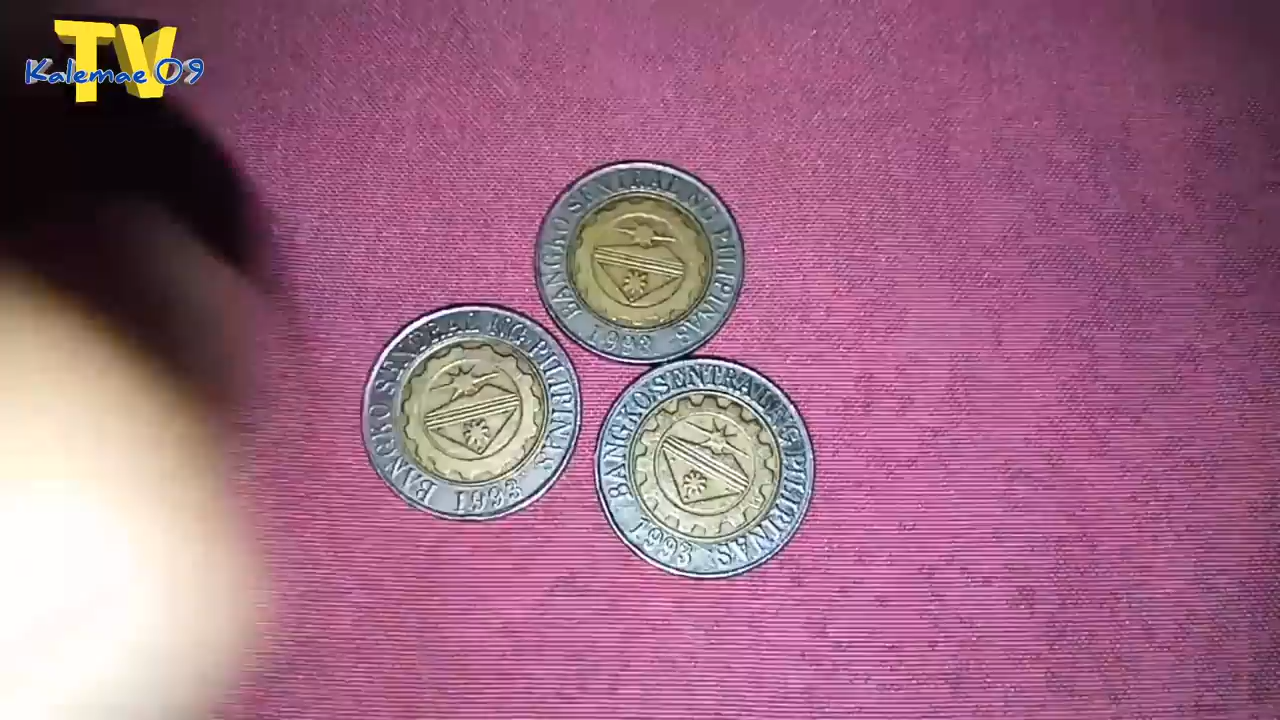 TV
Kalemae 09
BANGKO SENTRAL NG PILIPINAS
1993
BANGKO SENTRAL NG PILIPINAS
1993
BANGKO SENTRAL NG PILIPINAS
1993